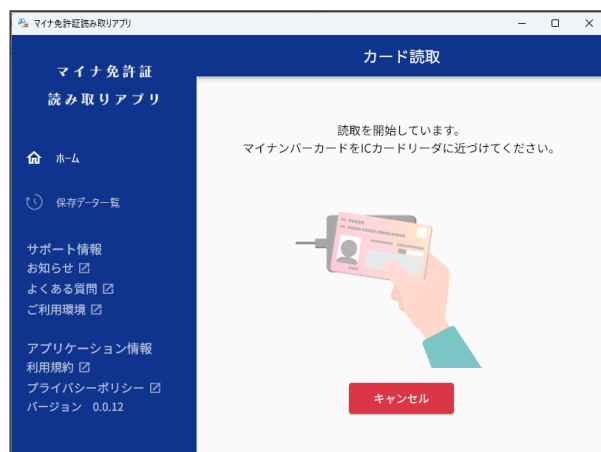 マイナ免許証読み取りアプリ
マイナ免許証
読み取りアプリ
ホーム
保存データ一覧
サポート情報
お知らせ
よくある質問
ご利用環境
アプリケーション情報
利用規約
プライバシーポリシー
バージョン 0.0.12
カード読取
読取を開始しています。
マイナンバーカードをICカードリーダに近づけてください。
キャンセル